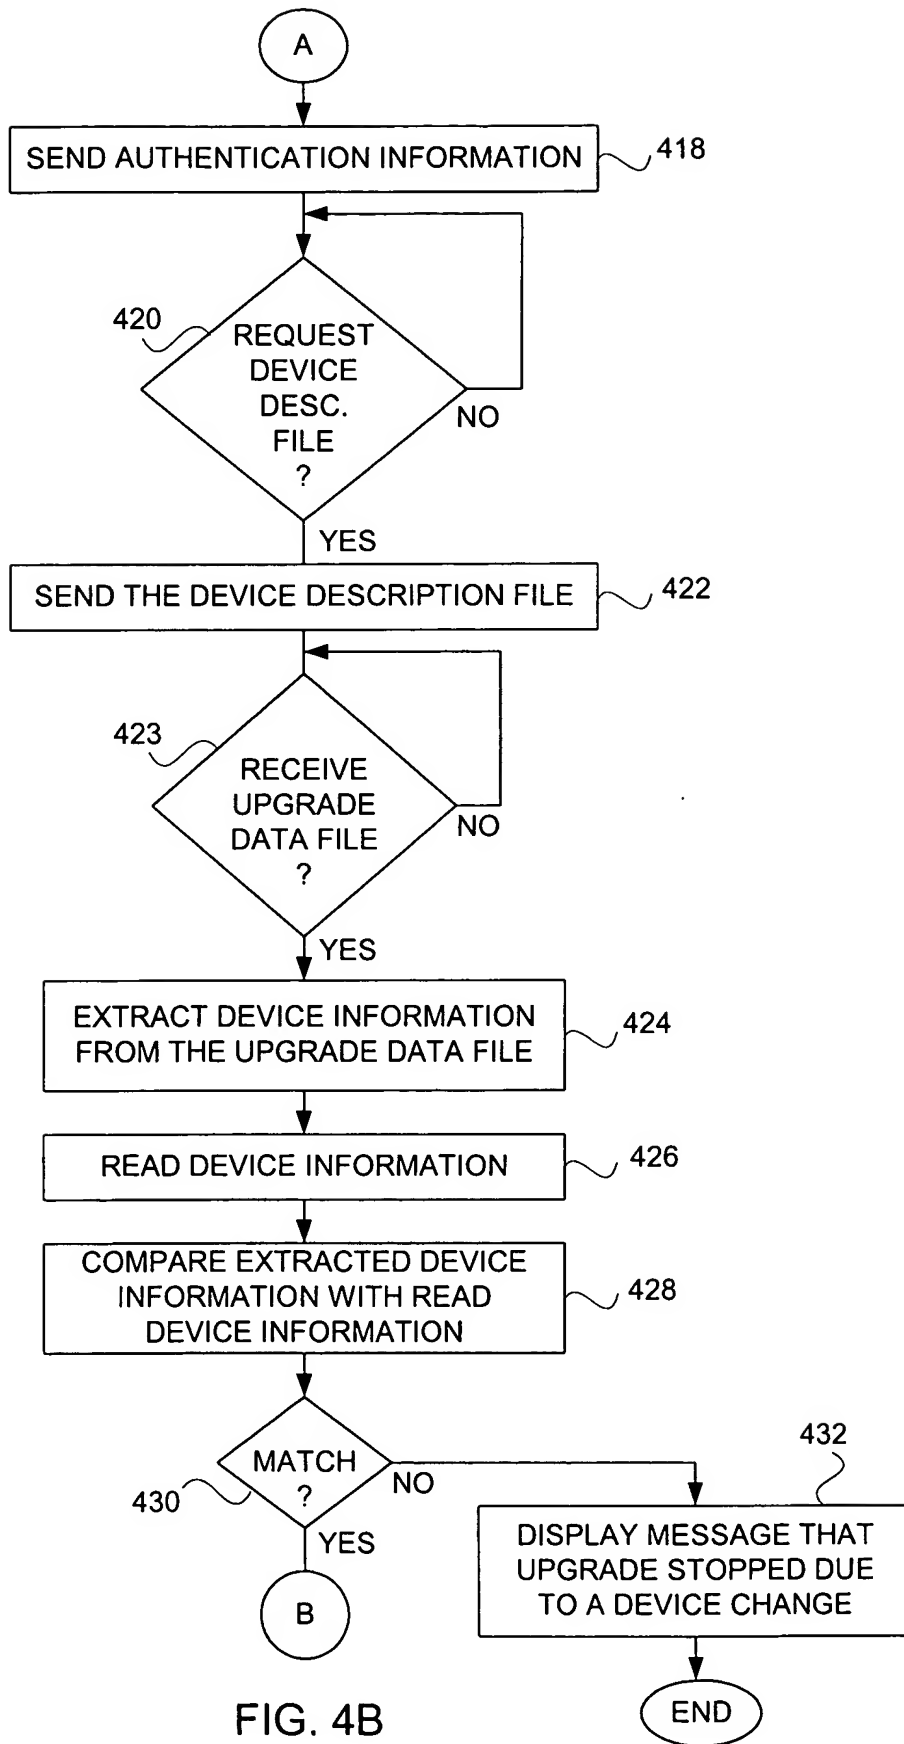 A
SEND AUTHENTICATION INFORMATION
418
420
REQUEST
DEVICE
DESC.
FILE
?
NO
YES
SEND THE DEVICE DESCRIPTION FILE
422
423
RECEIVE
UPGRADE
DATA FILE
?
NO
YES
EXTRACT DEVICE INFORMATION
FROM THE UPGRADE DATA FILE
424
READ DEVICE INFORMATION
426
COMPARE EXTRACTED DEVICE
INFORMATION WITH READ
DEVICE INFORMATION
428
MATCH
?
430
NO
YES
B
432
DISPLAY MESSAGE THAT
UPGRADE STOPPED DUE
TO A DEVICE CHANGE
END
FIG. 4B